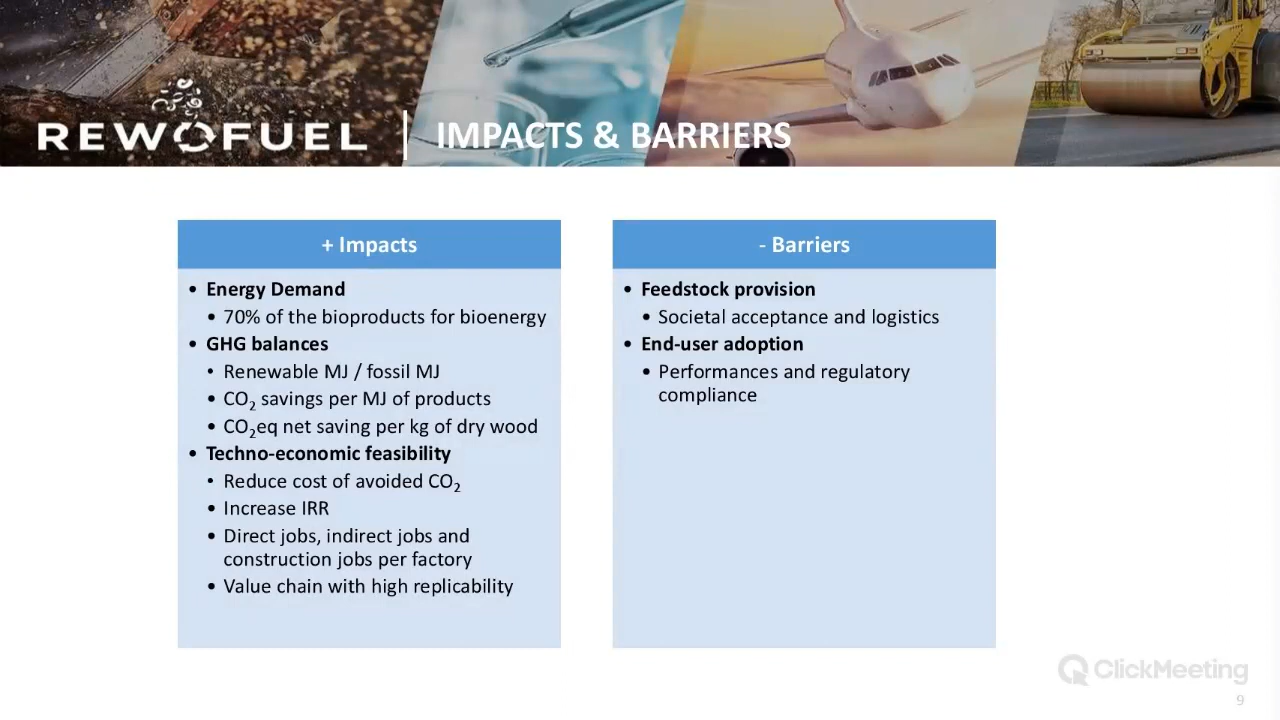 REWOFUEL
IMPACTS & BARRIERS
+ Impacts
• Energy Demand
• 70% of the bioproducts for bioenergy
• GHG balances
• Renewable MJ / fossil MJ
• CO₂ savings per MJ of products
• CO₂eq net saving per kg of dry wood
• Techno-economic feasibility
• Reduce cost of avoided CO₂
• Increase IRR
• Direct jobs, indirect jobs and
construction jobs per factory
• Value chain with high replicability
- Barriers
• Feedstock provision
• Societal acceptance and logistics
• End-user adoption
• Performances and regulatory
compliance
ClickMeeting
9